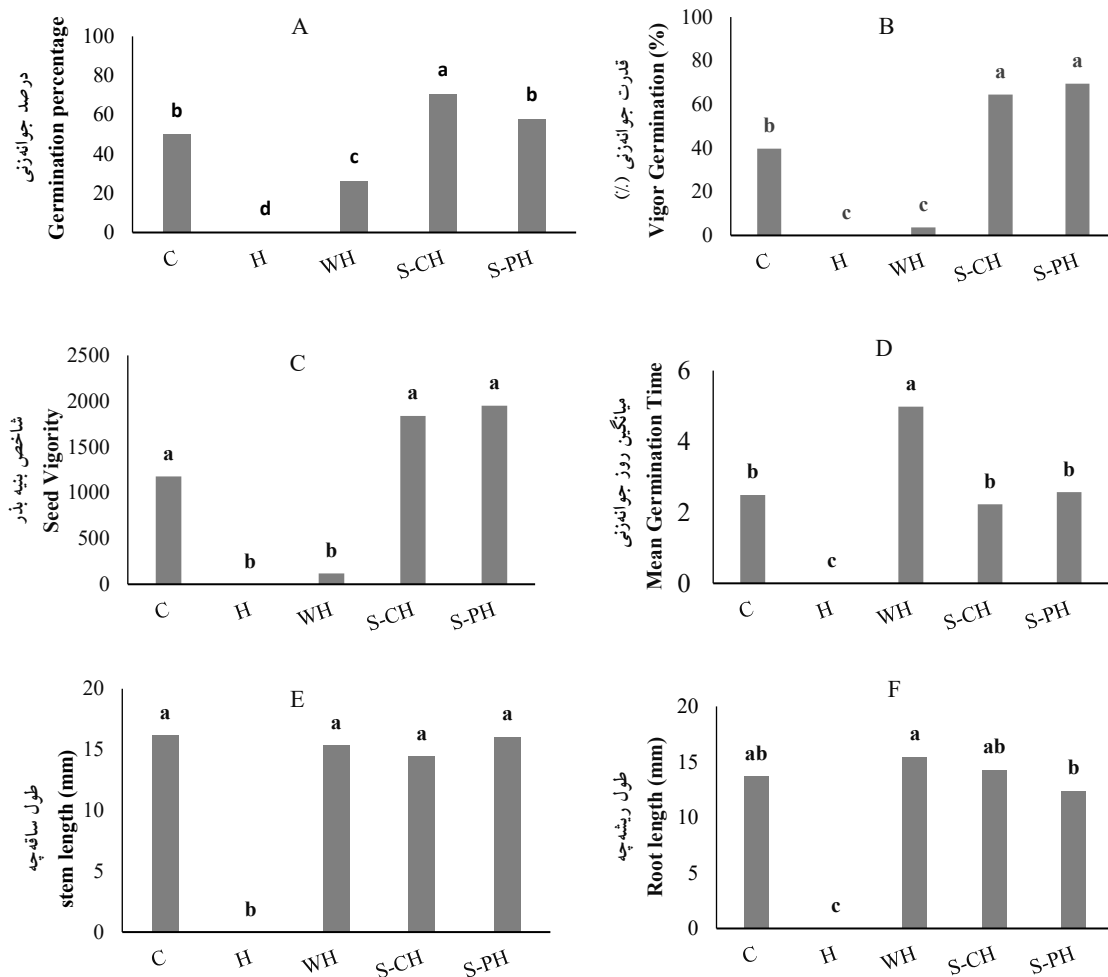 A
درصد جوانه‌زنی
Germination percentage
100
80
60
40
20
0
b
d
c
a
b
C
H
WH
S-CH
S-PH
B
قدرت جوانه‌زنی (٪)
Vigor Germination (%)
100
80
60
40
20
0
b
c
c
a
a
C
H
WH
S-CH
S-PH
C
شاخص بنیه بذر
Seed Vigority
2500
2000
1500
1000
500
0
a
b
b
a
a
C
H
WH
S-CH
S-PH
D
میانگین روز جوانه‌زنی
Mean Germination Time
6
4
2
0
b
c
a
b
b
C
H
WH
S-CH
S-PH
E
طول ساقه‌چه
stem length (mm)
20
15
10
5
0
a
b
a
a
a
C
H
WH
S-CH
S-PH
F
طول ریشه‌چه
Root length (mm)
20
15
10
5
0
ab
c
a
ab
b
C
H
WH
S-CH
S-PH